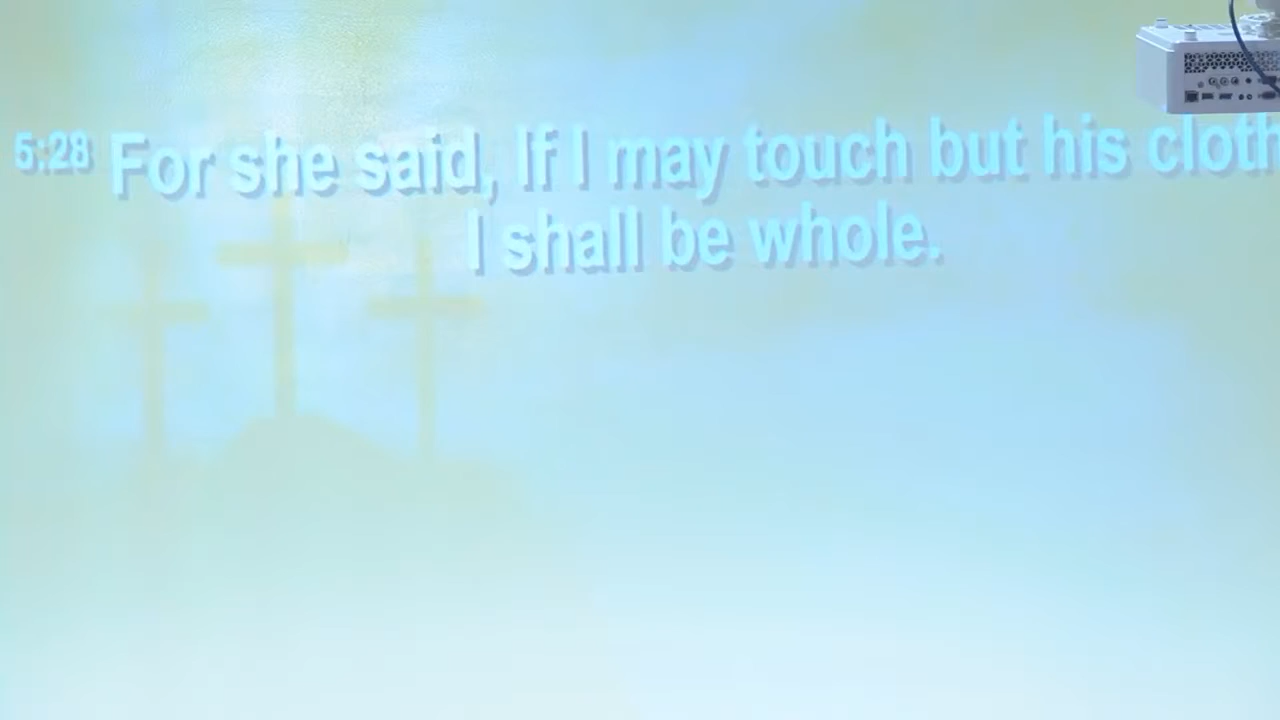 5:28 For she said, If I may touch but his cloth
I shall be whole.